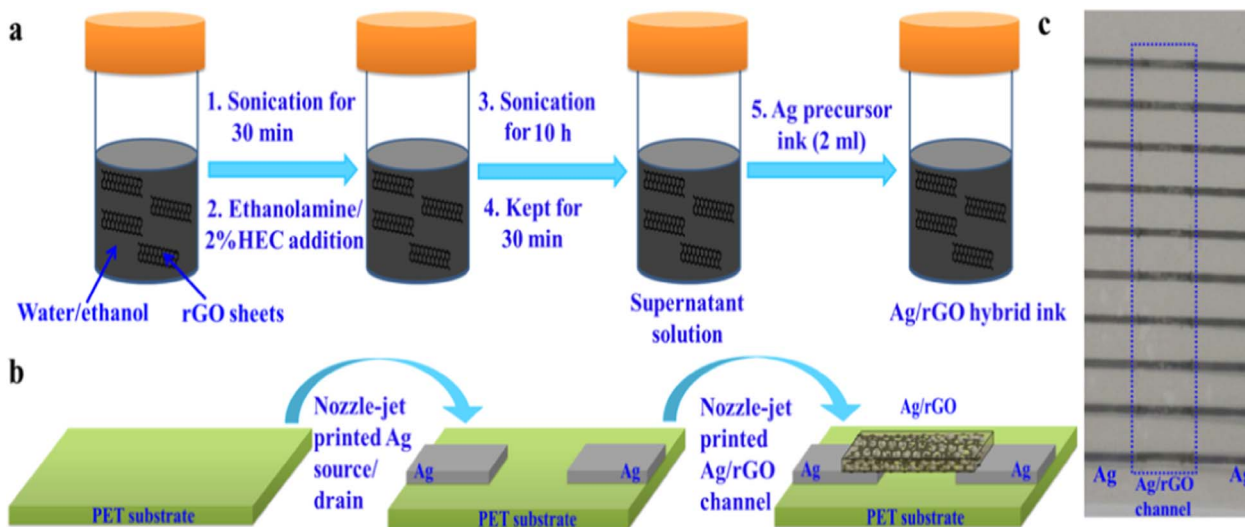 a
1. Sonication for
30 min
2. Ethanolamine/
2%HEC addition
3. Sonication
for 10 h
4. Kept for
30 min
5. Ag precursor
ink (2 ml)
Water/ethanol
rGO sheets
Supernatant
solution
Ag/rGO hybrid ink
b
PET substrate
Nozzle-jet
printed Ag
source/
drain
Ag
Ag
PET substrate
Nozzle-jet
printed
Ag/rGO
channel
Ag/rGO
Ag
Ag
PET substrate
c
Ag
Ag/rGO
channel